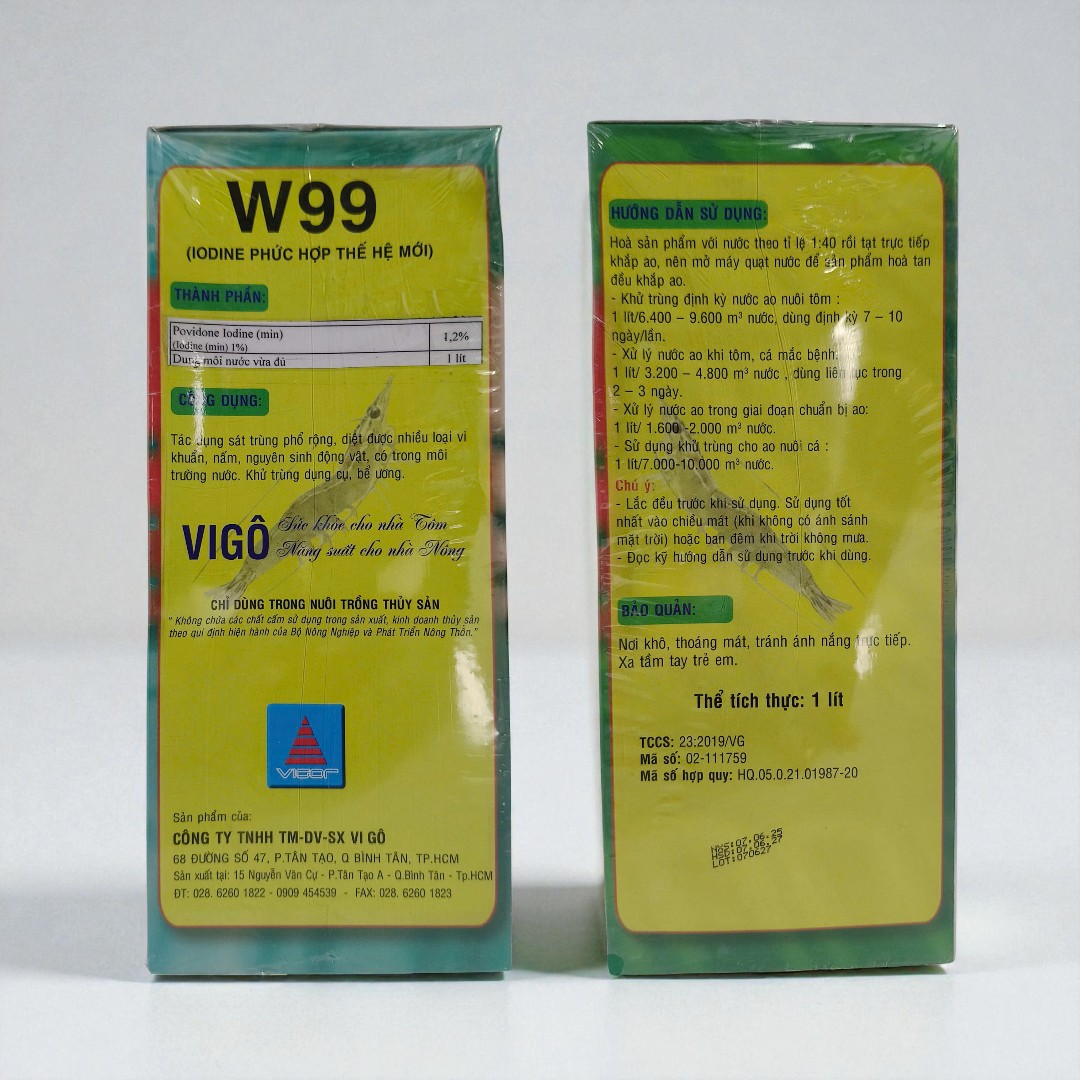 W99
(IODINE PHỨC HỢP THẾ HỆ MỚI)
THÀNH PHẦN:
Povidone Iodine (min) 1,2%
(Iodine (min) 1%)
Dung môi nước vừa đủ 1 lít
CÔNG DỤNG:
Tác dụng sát trùng phổ rộng, diệt được nhiều loại vi
khuẩn, nấm, nguyên sinh động vật, có trong môi
trường nước. Khử trùng dụng cụ, bể ương.
VIGÔ
Sức khỏe cho nhà Tôm
Năng suất cho nhà Nông
CHỈ DÙNG TRONG NUÔI TRỒNG THỦY SẢN
" Không chứa các chất cấm sử dụng trong sản xuất, kinh doanh thủy sản
theo qui định hiện hành của Bộ Nông Nghiệp và Phát Triển Nông Thôn."
VIGOR
Sản phẩm của:
CÔNG TY TNHH TM-DV-SX VI GÔ
68 ĐƯỜNG SỐ 47, P.TÂN TẠO, Q BÌNH TÂN, TP.HCM
Sản xuất tại: 15 Nguyễn Văn Cự - P.Tân Tạo A - Q.Bình Tân - Tp.HCM
ĐT: 028. 6260 1822 - 0909 454539 - FAX: 028. 6260 1823
HƯỚNG DẪN SỬ DỤNG:
Hoà sản phẩm với nước theo tỉ lệ 1:40 rồi tạt trực tiếp
khắp ao, nên mở máy quạt nước để sản phẩm hoà tan
đều khắp ao.
- Khử trùng định kỳ nước ao nuôi tôm :
1 lít/6.400 – 9.600 m³ nước, dùng định kỳ 7 – 10
ngày/lần.
- Xử lý nước ao khi tôm, cá mắc bệnh:
1 lít/ 3.200 – 4.800 m³ nước , dùng liên tục trong
2 – 3 ngày.
- Xử lý nước ao trong giai đoạn chuẩn bị ao:
1 lít/ 1.600 -2.000 m³ nước.
- Sử dụng khử trùng cho ao nuôi cá :
1 lít/7.000-10.000 m³ nước.
Chú ý:
- Lắc đều trước khi sử dụng. Sử dụng tốt
nhất vào chiều mát (khi không có ánh sánh
mặt trời) hoặc ban đêm khi trời không mưa.
- Đọc kỹ hướng dẫn sử dụng trước khi dùng.
BẢO QUẢN:
Nơi khô, thoáng mát, tránh ánh nắng trực tiếp.
Xa tầm tay trẻ em.
Thể tích thực: 1 lít
TCCS: 23:2019/VG
Mã số: 02-111759
Mã số hợp quy: HQ.05.0.21.01987-20
NXS:07.06.25
HSD:07.06.27
LOT:070627